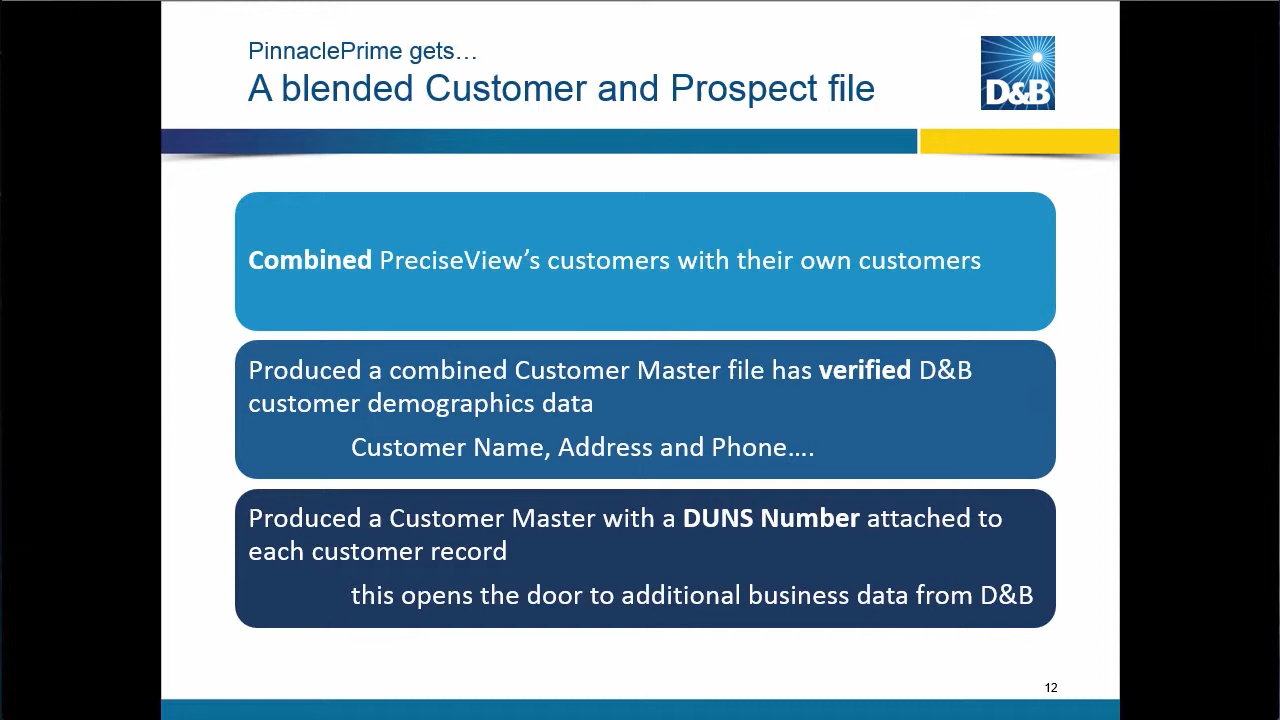 PinnaclePrime gets…
A blended Customer and Prospect file
D&B
Combined PreciseView’s customers with their own customers
Produced a combined Customer Master file has verified D&B
customer demographics data
Customer Name, Address and Phone….
Produced a Customer Master with a DUNS Number attached to
each customer record
this opens the door to additional business data from D&B
12